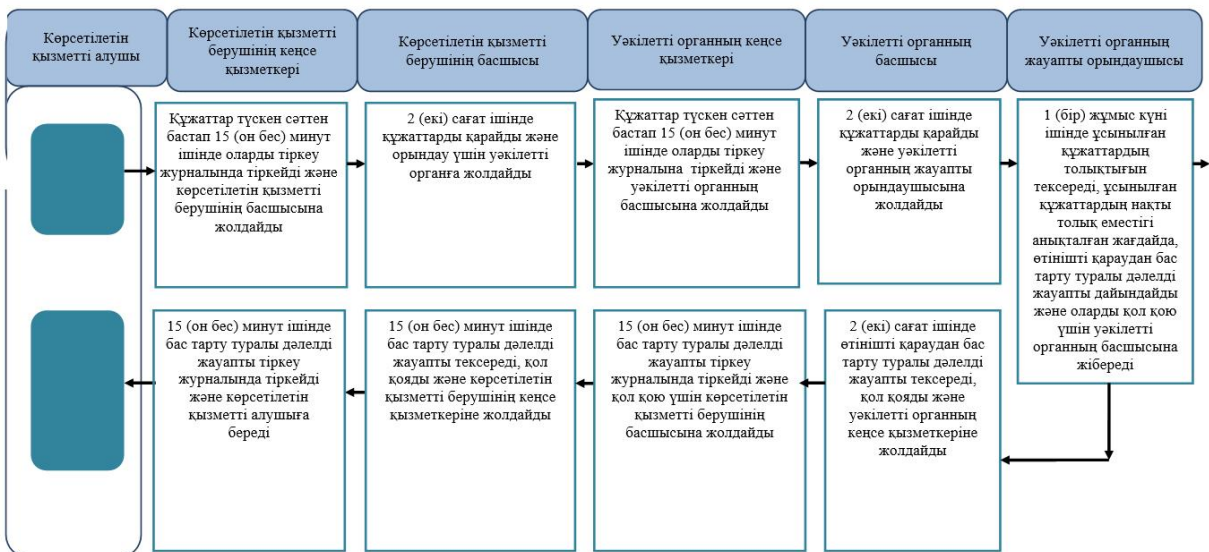 Көрсетілетін
қызметті алушы
Көрсетілетін қызметті
берушінің кеңсе
қызметкері
Көрсетілетін қызметті
берушінің басшысы
Уәкілетті органның кеңсе
қызметкері
Уәкілетті органның
басшысы
Уәкілетті органның
жауапты орындаушысы
Құжаттар түскен сәттен
бастап 15 (он бес) минут
ішінде оларды тіркеу
журналында тіркейді және
көрсетілетін қызметті
берушінің басшысына
жолдайды
2 (екі) сағат ішінде
құжаттарды қарайды және
орындау үшін уәкілетті
органға жолдайды
Құжаттар түскен сәттен
бастап 15 (он бес) минут
ішінде оларды тіркеу
журналына тіркейді және
уәкілетті органның
басшысына жолдайды
2 (екі) сағат ішінде
құжаттарды қарайды
және уәкілетті
органның жауапты
орындаушысына
жолдайды
1 (бір) жұмыс күні
ішінде ұсынылған
құжаттардың
толықтығын
тексереді, ұсынылған
құжаттардың нақты
толық еместігі
анықталған жағдайда,
өтінішті қараудан бас
тарту туралы дәлелді
жауапты дайындайды
және оларды қол қою
үшін уәкілетті
органның басшысына
жібереді
15 (он бес) минут ішінде
бас тарту туралы дәлелді
жауапты тіркеу
журналында тіркейді
және көрсетілетін
қызметті алушыға
береді
15 (он бес) минут ішінде
бас тарту туралы дәлелді
жауапты тексереді, қол
қояды және көрсетілетін
қызметті берушінің кеңсе
қызметкеріне жолдайды
15 (он бес) минут ішінде
бас тарту туралы дәлелді
жауапты тіркеу
журналында тіркейді және
қол қою үшін көрсетілетін
қызметті берушінің
басшысына жолдайды
2 (екі) сағат ішінде
өтінішті қараудан бас
тарту туралы дәлелді
жауапты тексереді,
қол қояды және
уәкілетті органның
кеңсе қызметкеріне
жолдайды